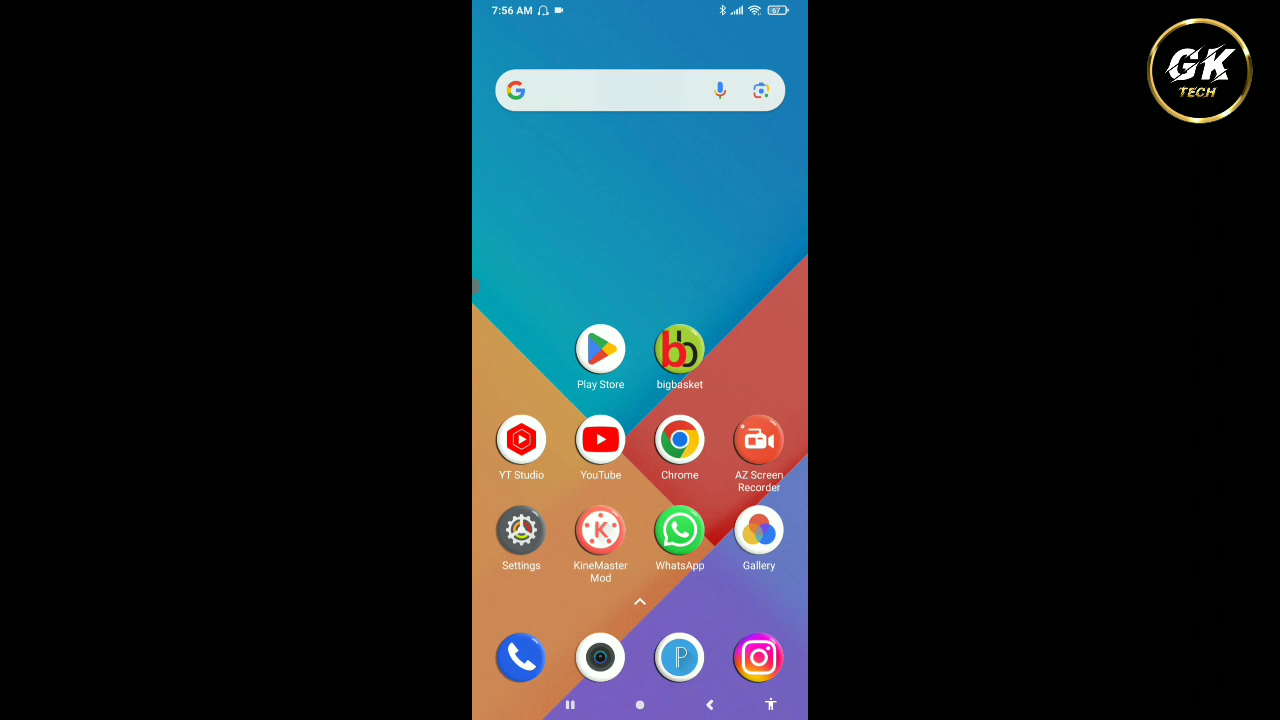 7:56 AM
67
GK
TECH
Play Store
bigbasket
YT Studio
YouTube
Chrome
AZ Screen
Recorder
Settings
KineMaster
Mod
WhatsApp
Gallery